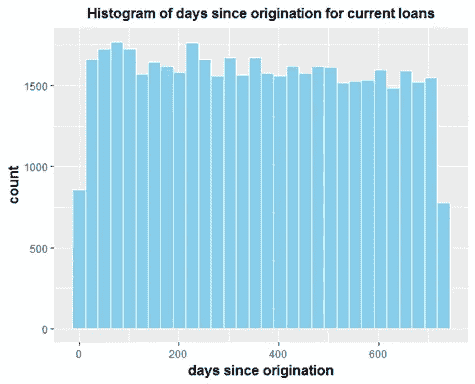 Histogram of days since origination for current loans
count
1500
1000
500
0
0 200 400 600
days since origination